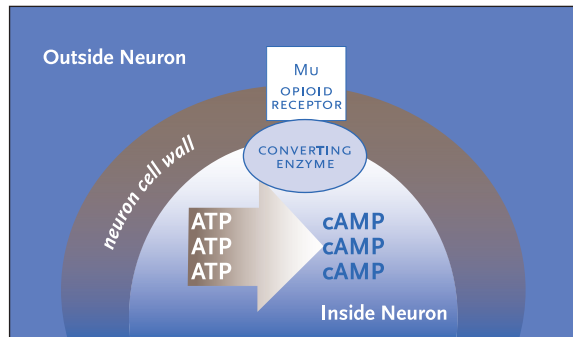 Outside Neuron
Mu
OPIOID
RECEPTOR
CONVERTING
ENZYME
neuron cell wall
ATP cAMP
ATP cAMP
ATP cAMP
Inside Neuron